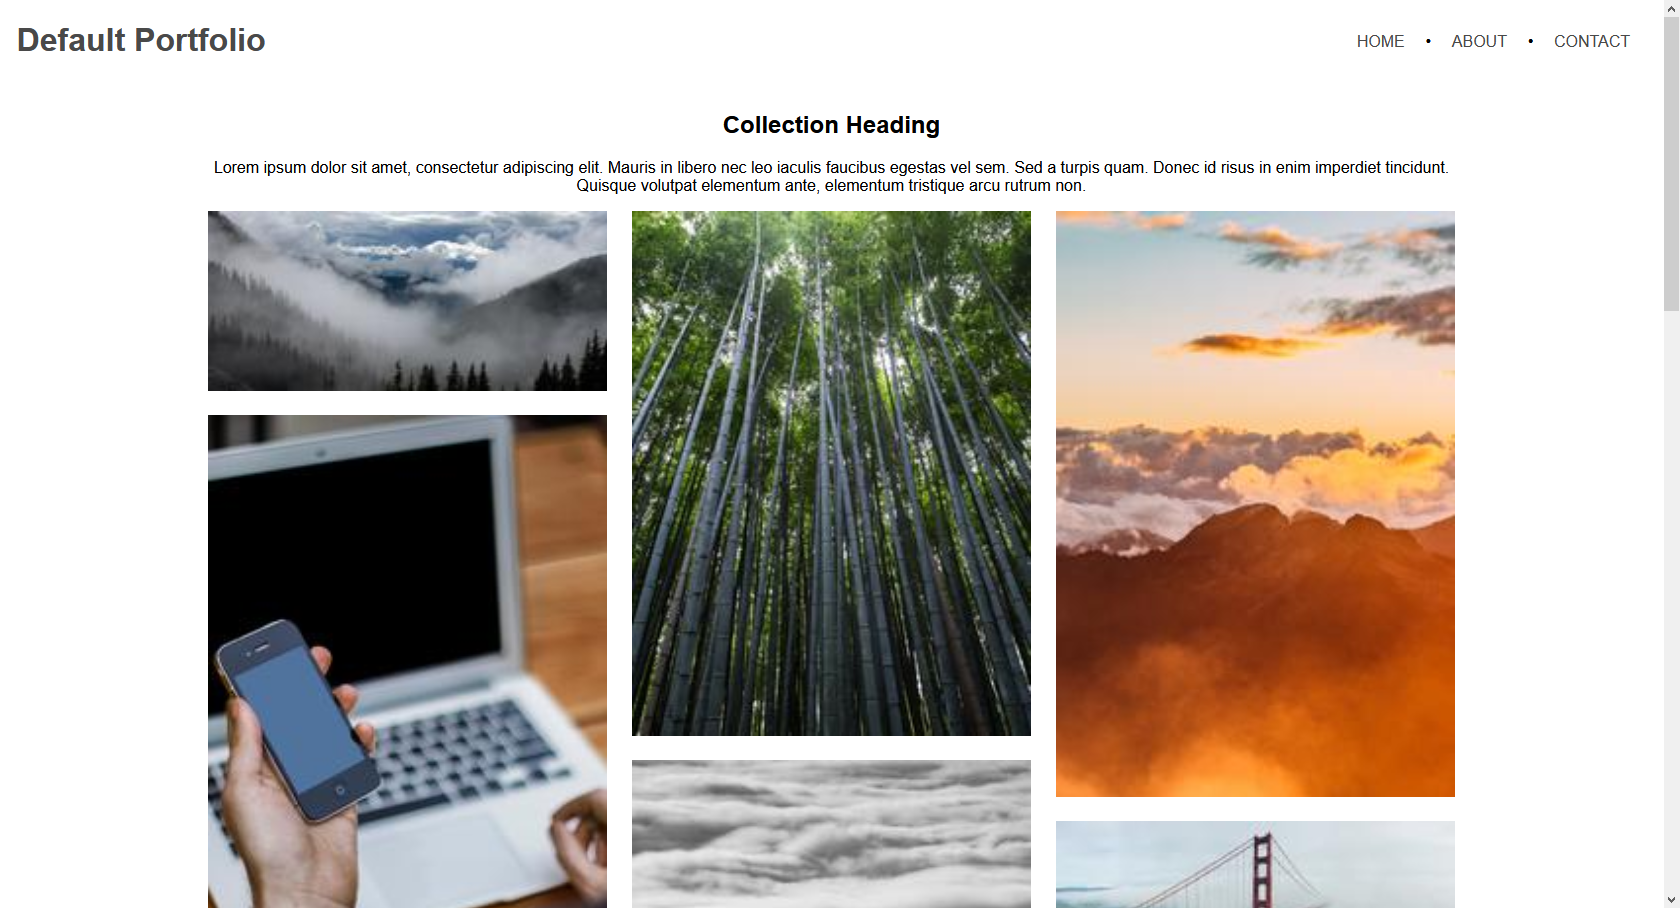 Default Portfolio
HOME • ABOUT • CONTACT
Collection Heading
Lorem ipsum dolor sit amet, consectetur adipiscing elit. Mauris in libero nec leo iaculis faucibus egestas vel sem. Sed a turpis quam. Donec id risus in enim imperdiet tincidunt.
Quisque volutpat elementum ante, elementum tristique arcu rutrum non.